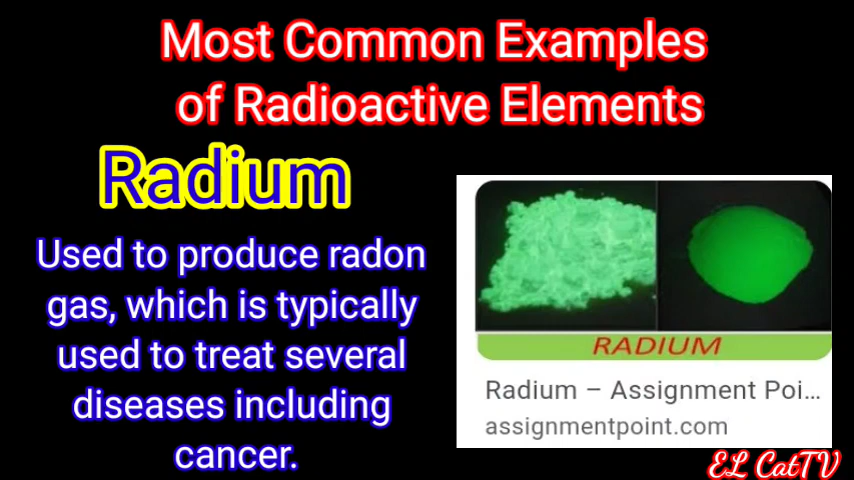 Most Common Examples
of Radioactive Elements
Radium
Used to produce radon
gas, which is typically
used to treat several
diseases including
cancer.
RADIUM
Radium – Assignment Poi...
assignmentpoint.com
EL CatTV